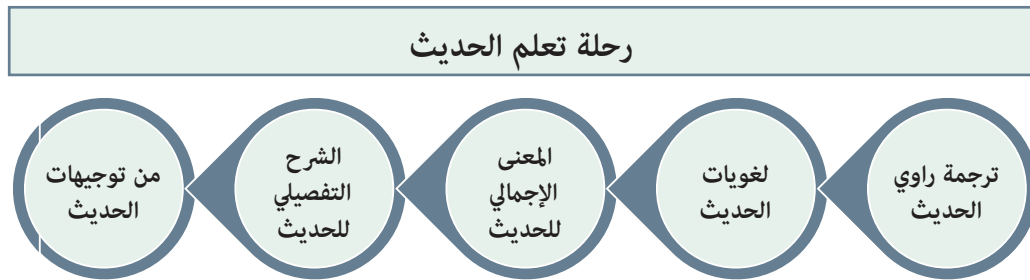 رحلة تعلم الحديث
ترجمة راوي
الحديث
لغويات
الحديث
المعنى
الإجمالي
للحديث
الشرح
التفصيلي
للحديث
من توجيهات
الحديث